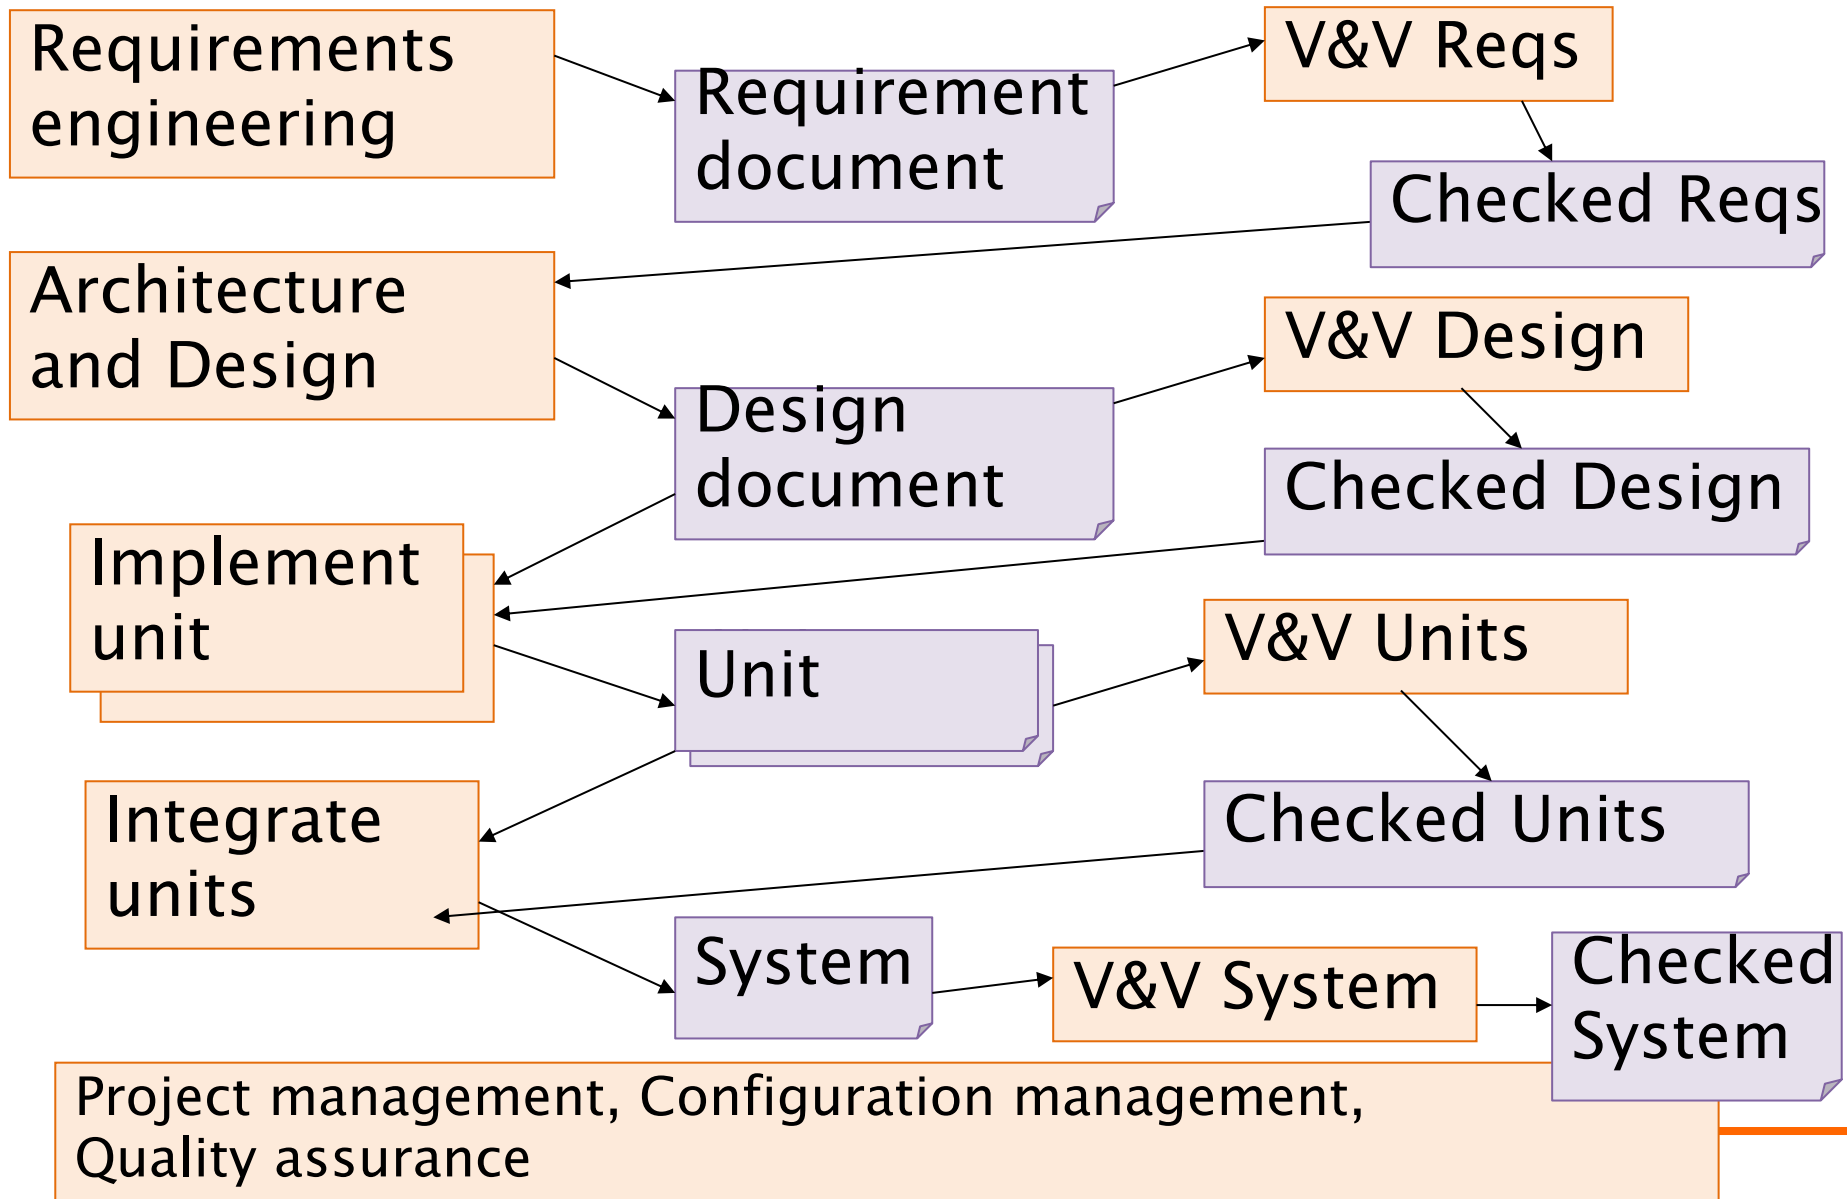 Requirements
engineering
Requirement
document
V&V Reqs
Checked Reqs
Architecture
and Design
Design
document
V&V Design
Checked Design
Implement
unit
Unit
V&V Units
Checked Units
Integrate
units
System
V&V System
Checked
System
Project management, Configuration management,
Quality assurance